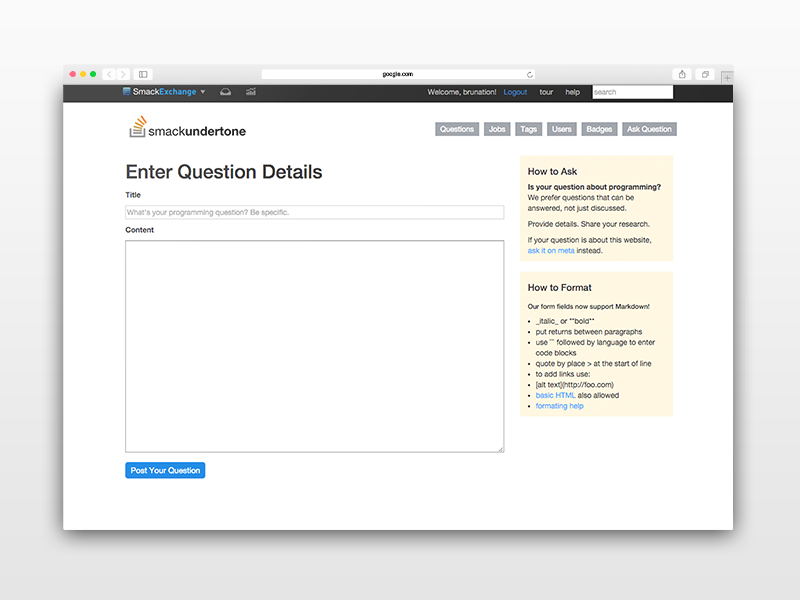 google.com
SmackExchange
Welcome, brunation! Logout tour help search
smackundertone
Questions Jobs Tags Users Badges Ask Question
Enter Question Details
Title
What's your programming question? Be specific.
Content
Post Your Question
How to Ask
Is your question about programming?
We prefer questions that can be
answered, not just discussed.
Provide details. Share your research.
If your question is about this website,
ask it on meta instead.
How to Format
Our form fields now support Markdown!
• _italic_ or **bold**
• put returns between paragraphs
• use ``` followed by language to enter
code blocks
• quote by place > at the start of line
• to add links use:
• [alt text](http://foo.com)
• basic HTML also allowed
• formating help